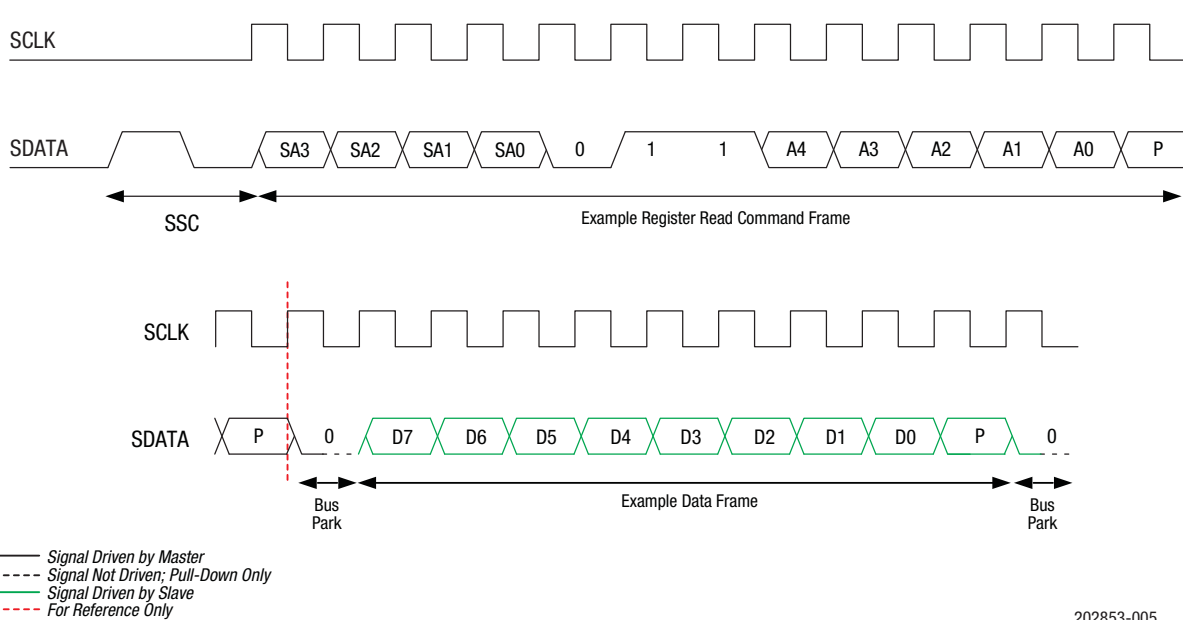 SCLK
SDATA SA3 SA2 SA1 SA0 0 1 1 A4 A3 A2 A1 A0 P
SSC
Example Register Read Command Frame
SCLK
SDATA P 0 D7 D6 D5 D4 D3 D2 D1 D0 P 0
Bus
Park
Example Data Frame
Bus
Park
Signal Driven by Master
Signal Not Driven; Pull-Down Only
Signal Driven by Slave
For Reference Only
202853-005